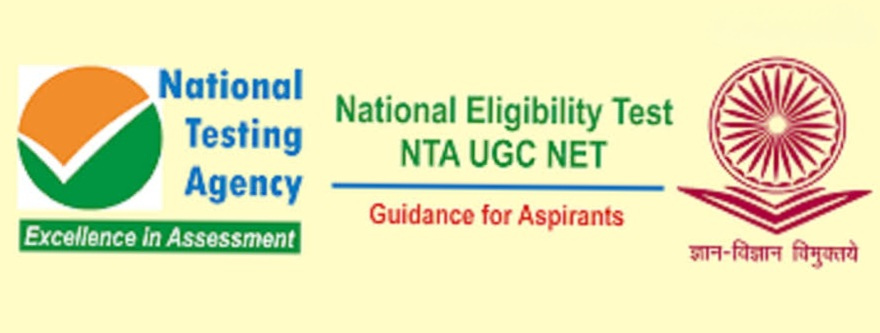 National
Testing
Agency
Excellence in Assessment
National Eligibility Test
NTA UGC NET
Guidance for Aspirants
ज्ञान-विज्ञान विमुक्तये